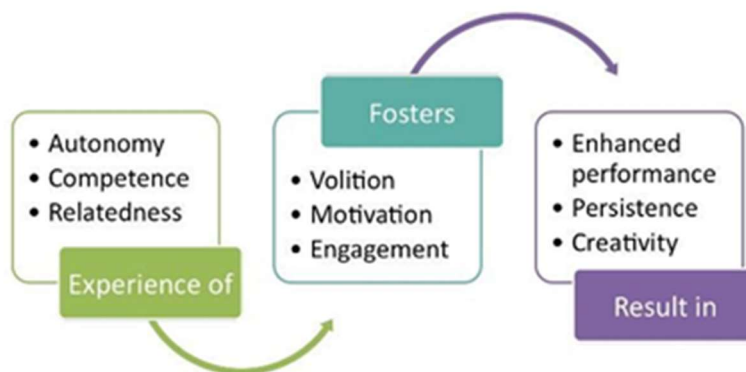 • Autonomy
• Competence
• Relatedness
Experience of
Fosters
• Volition
• Motivation
• Engagement
• Enhanced
performance
• Persistence
• Creativity
Result in